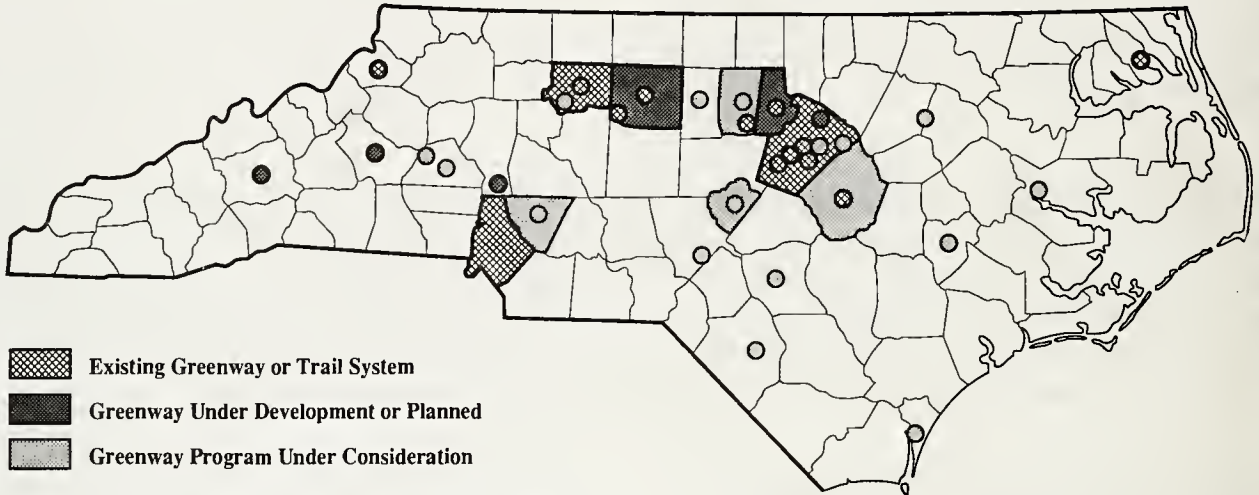 Existing Greenway or Trail System
Greenway Under Development or Planned
Greenway Program Under Consideration